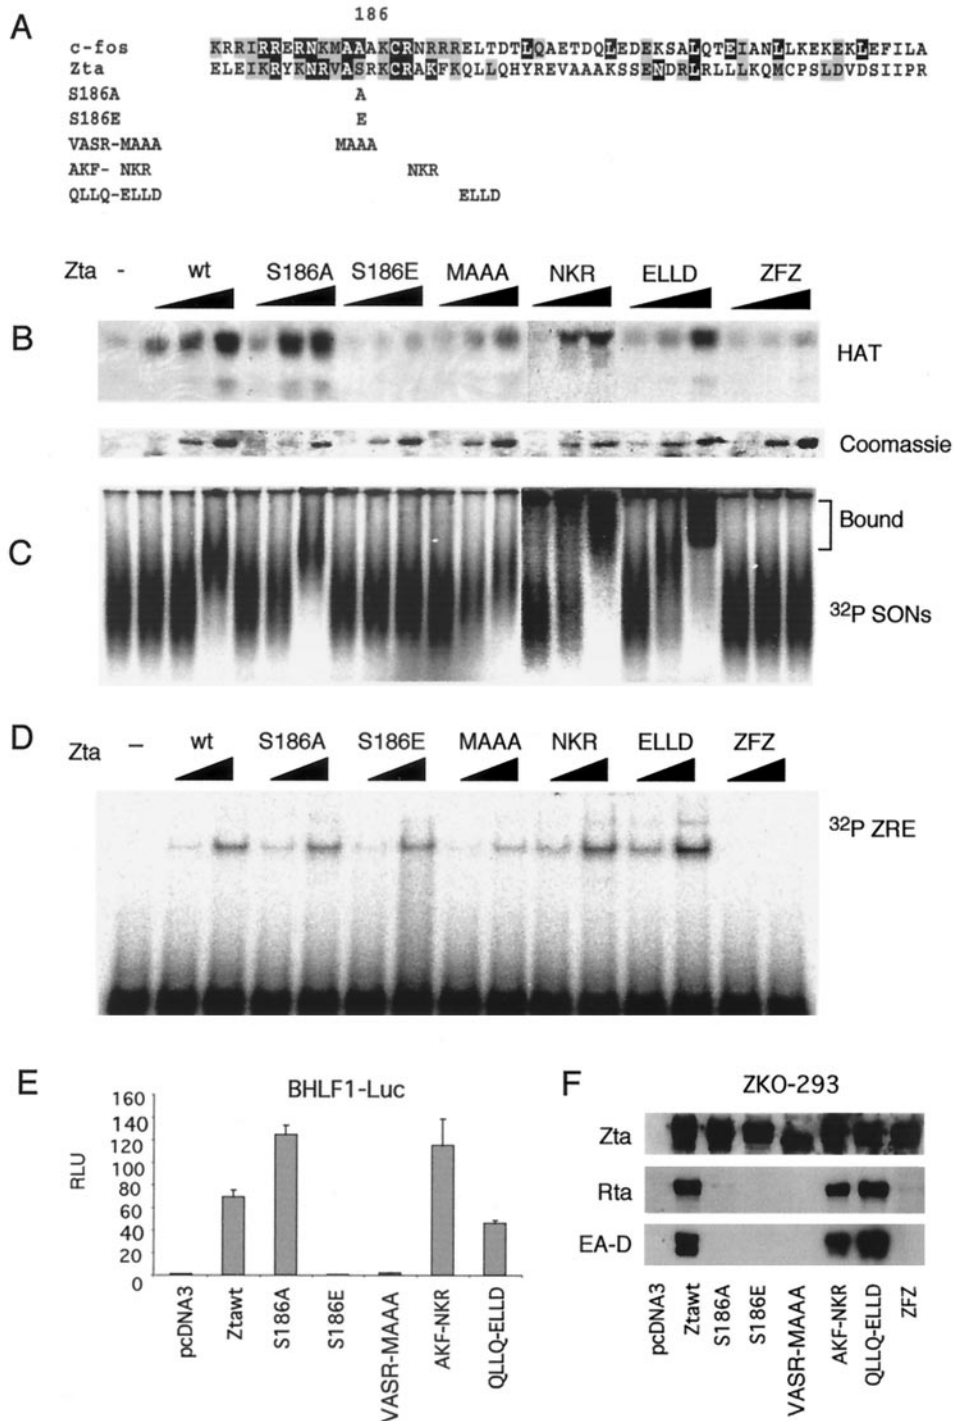 A
186
c-fos KRRIRRERNKMAAAKCRNRRRELTDTLQAETDQLEDEKSALQTEIANLLKEKEKLEFILA
Zta ELEIKRYKNRVASRKCRAKFKQLLQHYREVAAAKSSENDRLRLLLKQMCPSLDVDSIIPR
S186A A
S186E E
VASR-MAAA MAAA
AKF- NKR NKR
QLLQ-ELLD ELLD
Zta - wt S186A S186E MAAA NKR ELLD ZFZ
B
HAT
Coomassie
C
Bound
32P SONs
D
Zta – wt S186A S186E MAAA NKR ELLD ZFZ
32P ZRE
E
BHLF1-Luc
RLU
160
140
120
100
80
60
40
20
0
pcDNA3 Ztawt S186A S186E VASR-MAAA AKF-NKR QLLQ-ELLD
F
ZKO-293
Zta
Rta
EA-D
pcDNA3 Ztawt S186A S186E VASR-MAAA AKF-NKR QLLQ-ELLD ZFZ